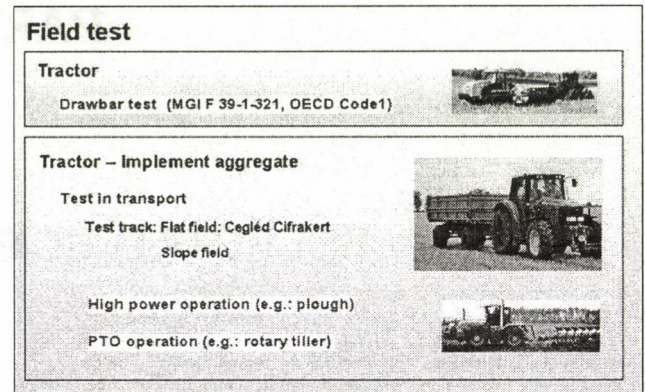 Field test
Tractor
Drawbar test (MGI F 39-1-321, OECD Code1)
Tractor – Implement aggregate
Test in transport
Test track: Flat field: Cegléd Cifrakert
Slope field
High power operation (e.g.: plough)
PTO operation (e.g.: rotary tiller)